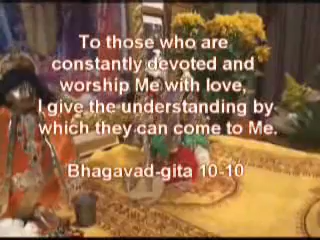 To those who are
constantly devoted and
worship Me with love,
I give the understanding by
which they can come to Me.
Bhagavad-gita 10-10